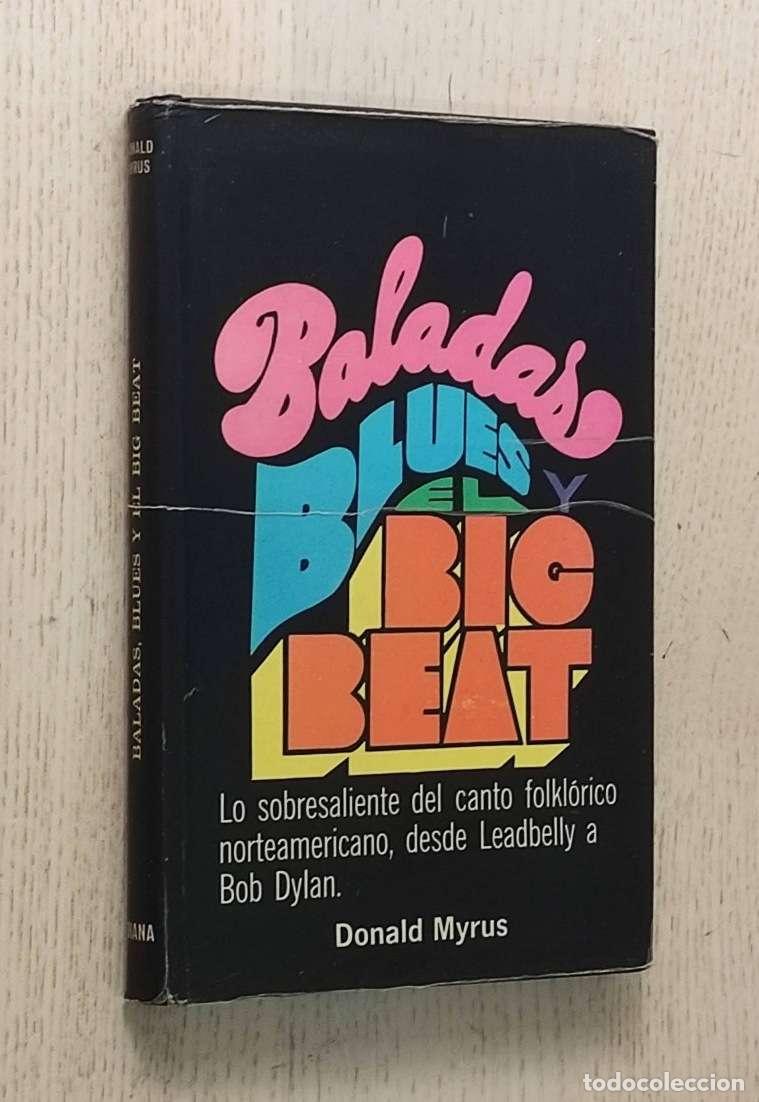 BALADAS, BLUES Y EL BIG BEAT
Baladas
BLUES
Y EL
BIG
BEAT
Lo sobresaliente del canto folklórico
norteamericano, desde Leadbelly a
Bob Dylan.
Donald Myrus
todocoleccion